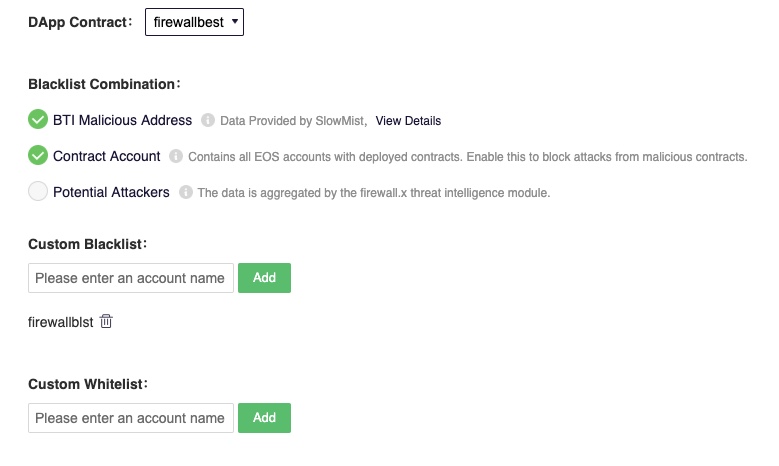 DApp Contract： firewallbest
Blacklist Combination：
BTI Malicious Address Data Provided by SlowMist， View Details
Contract Account Contains all EOS accounts with deployed contracts. Enable this to block attacks from malicious contracts.
Potential Attackers The data is aggregated by the firewall.x threat intelligence module.
Custom Blacklist：
Please enter an account name Add
firewallblst
Custom Whitelist：
Please enter an account name Add